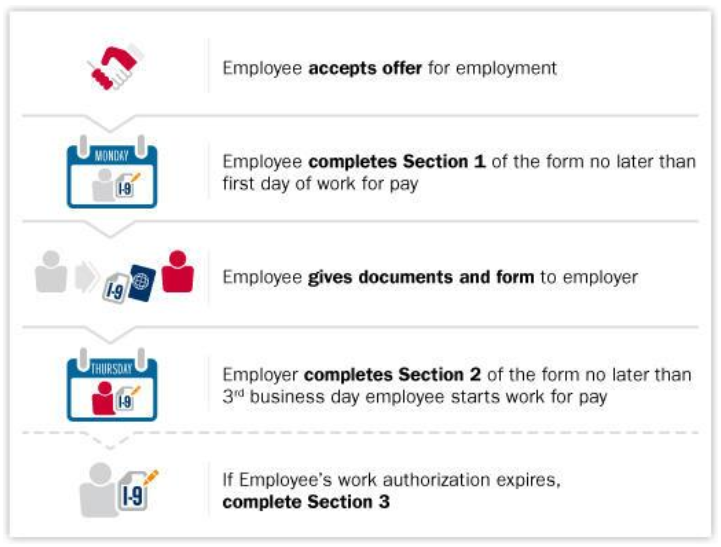 Employee accepts offer for employment
MONDAY
I-9
Employee completes Section 1 of the form no later than
first day of work for pay
I-9
Employee gives documents and form to employer
THURSDAY
I-9
Employer completes Section 2 of the form no later than
3rd business day employee starts work for pay
I-9
If Employee's work authorization expires,
complete Section 3